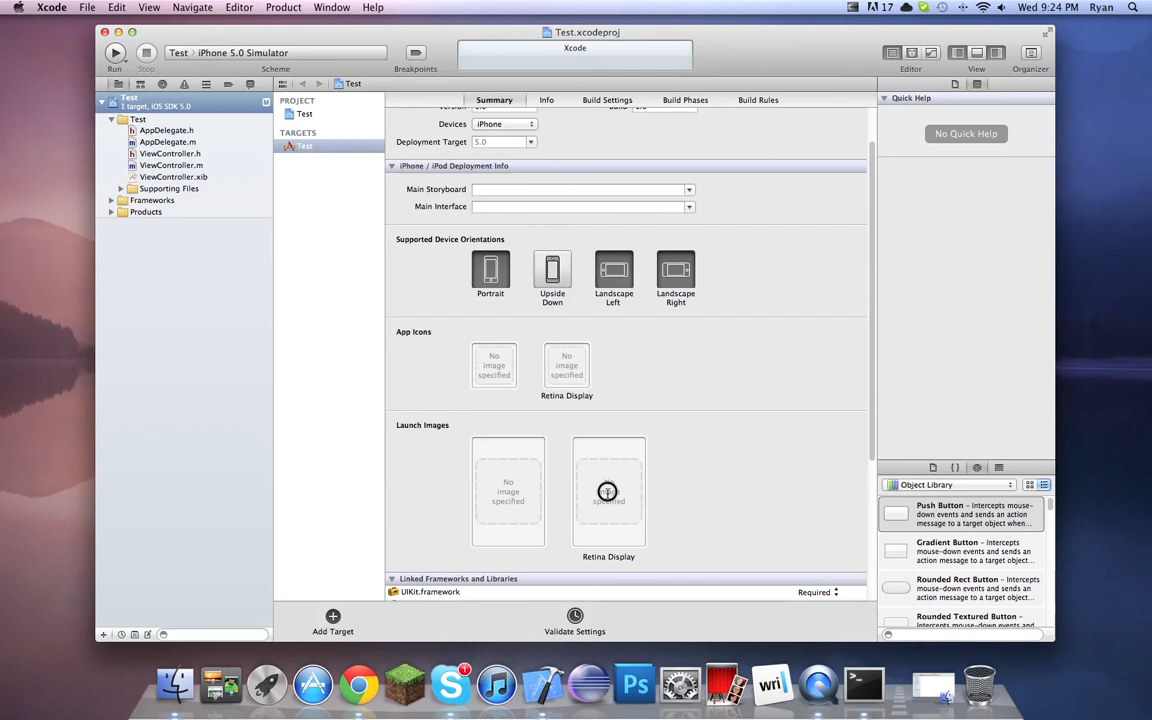 Xcode File Edit View Navigate Editor Product Window Help
17 Wed 9:24 PM Ryan
Test.xcodeproj
Test iPhone 5.0 Simulator
Xcode
Run Stop Scheme Breakpoints Editor View Organizer
Test
Test
1 target, iOS SDK 5.0
M
Test
AppDelegate.h
AppDelegate.m
ViewController.h
ViewController.m
ViewController.xib
Supporting Files
Frameworks
Products
PROJECT
Test
TARGETS
Test
Summary Info Build Settings Build Phases Build Rules
Devices iPhone
Deployment Target 5.0
iPhone / iPod Deployment Info
Main Storyboard
Main Interface
Supported Device Orientations
Portrait
Upside
Down
Landscape
Left
Landscape
Right
App Icons
No
image
specified
No
image
specified
Retina Display
Launch Images
No
image
specified
specified
Retina Display
Linked Frameworks and Libraries
UIKit.framework Required
Add Target
Validate Settings
Quick Help
No Quick Help
Object Library
Push Button – Intercepts mouse-
down events and sends an action
message to a target object when...
Gradient Button – Intercepts
mouse-down events and sends an
action message to a target object...
Rounded Rect Button – Intercepts
mouse-down events and sends an
action message to a target object...
Rounded Textured Button –
1
Ps
wri